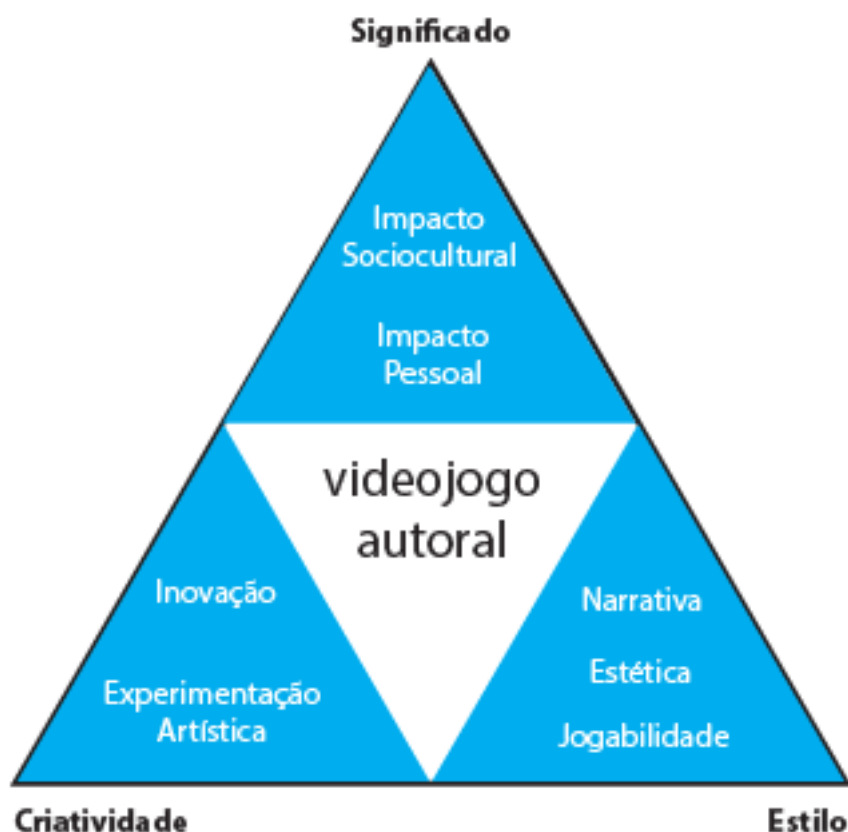 Significado
Impacto
Sociocultural
Impacto
Pessoal
videojogo
autoral
Inovação
Experimentação
Artística
Narrativa
Estética
Jogabilidade
Criatividade
Estilo